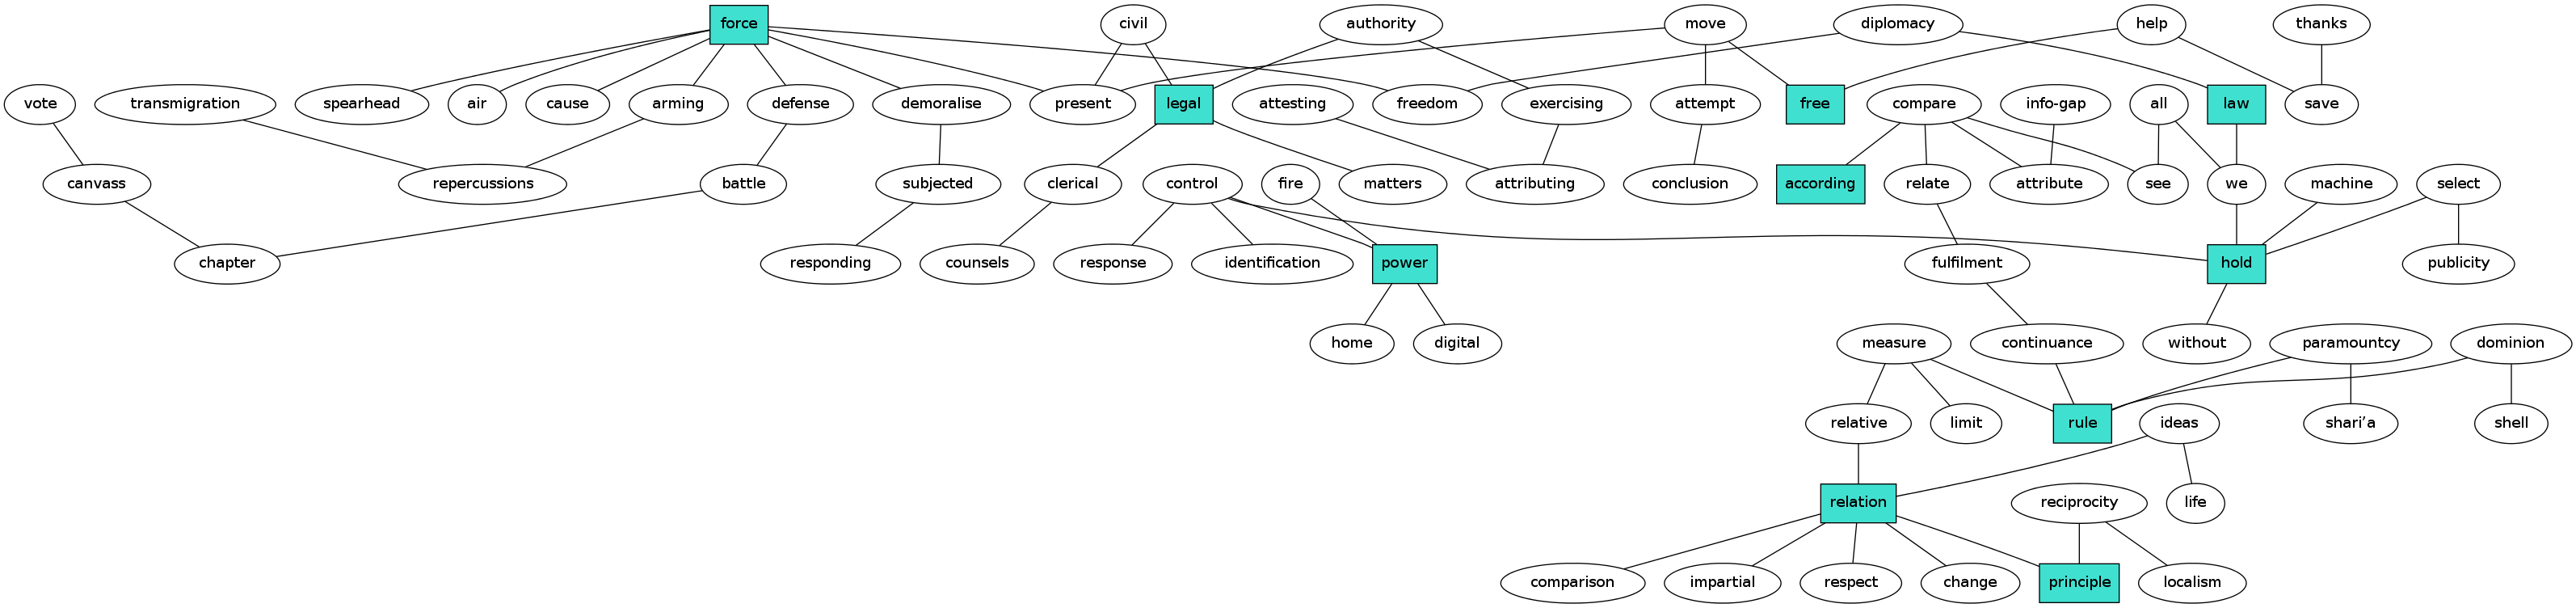 force civil authority move diplomacy help thanks
vote transmigration spearhead air cause arming defense demoralise present legal attesting freedom exercising attempt free compare info-gap all law save
canvass repercussions battle subjected clerical control fire matters attributing conclusion according relate attribute see we machine select
chapter responding counsels response identification power fulfilment hold publicity
home digital measure continuance without paramountcy dominion
relative limit rule ideas shari’a shell
relation reciprocity life
comparison impartial respect change principle localism